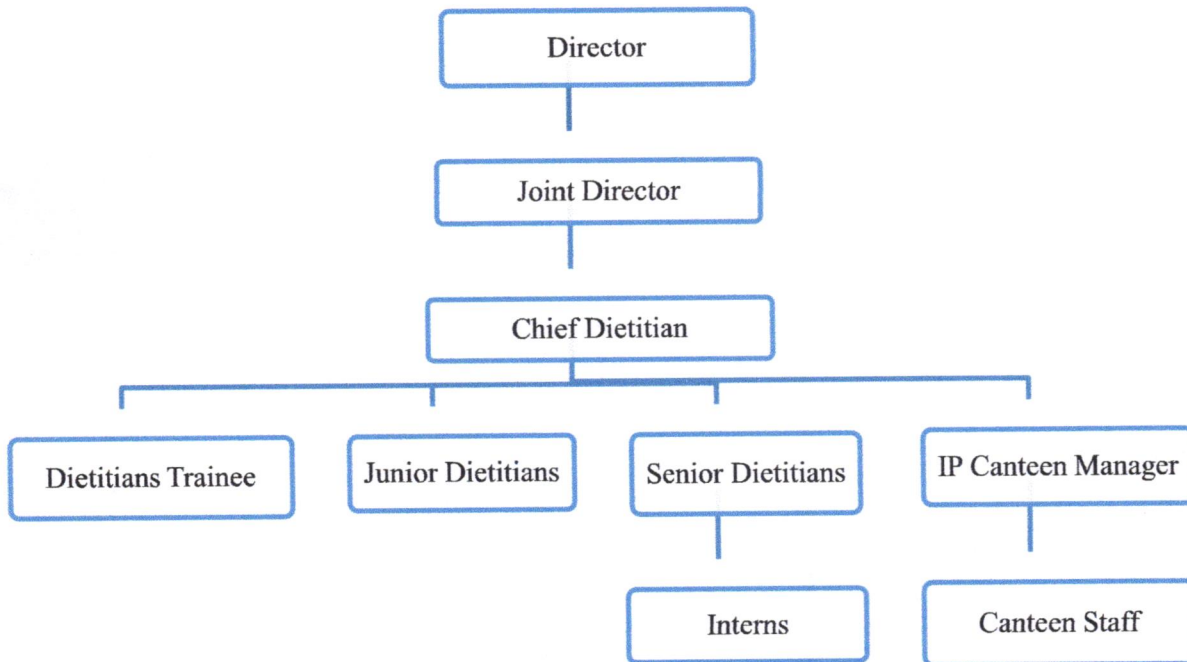 Director
Joint Director
Chief Dietitian
Dietitians Trainee
Junior Dietitians
Senior Dietitians
IP Canteen Manager
Interns
Canteen Staff